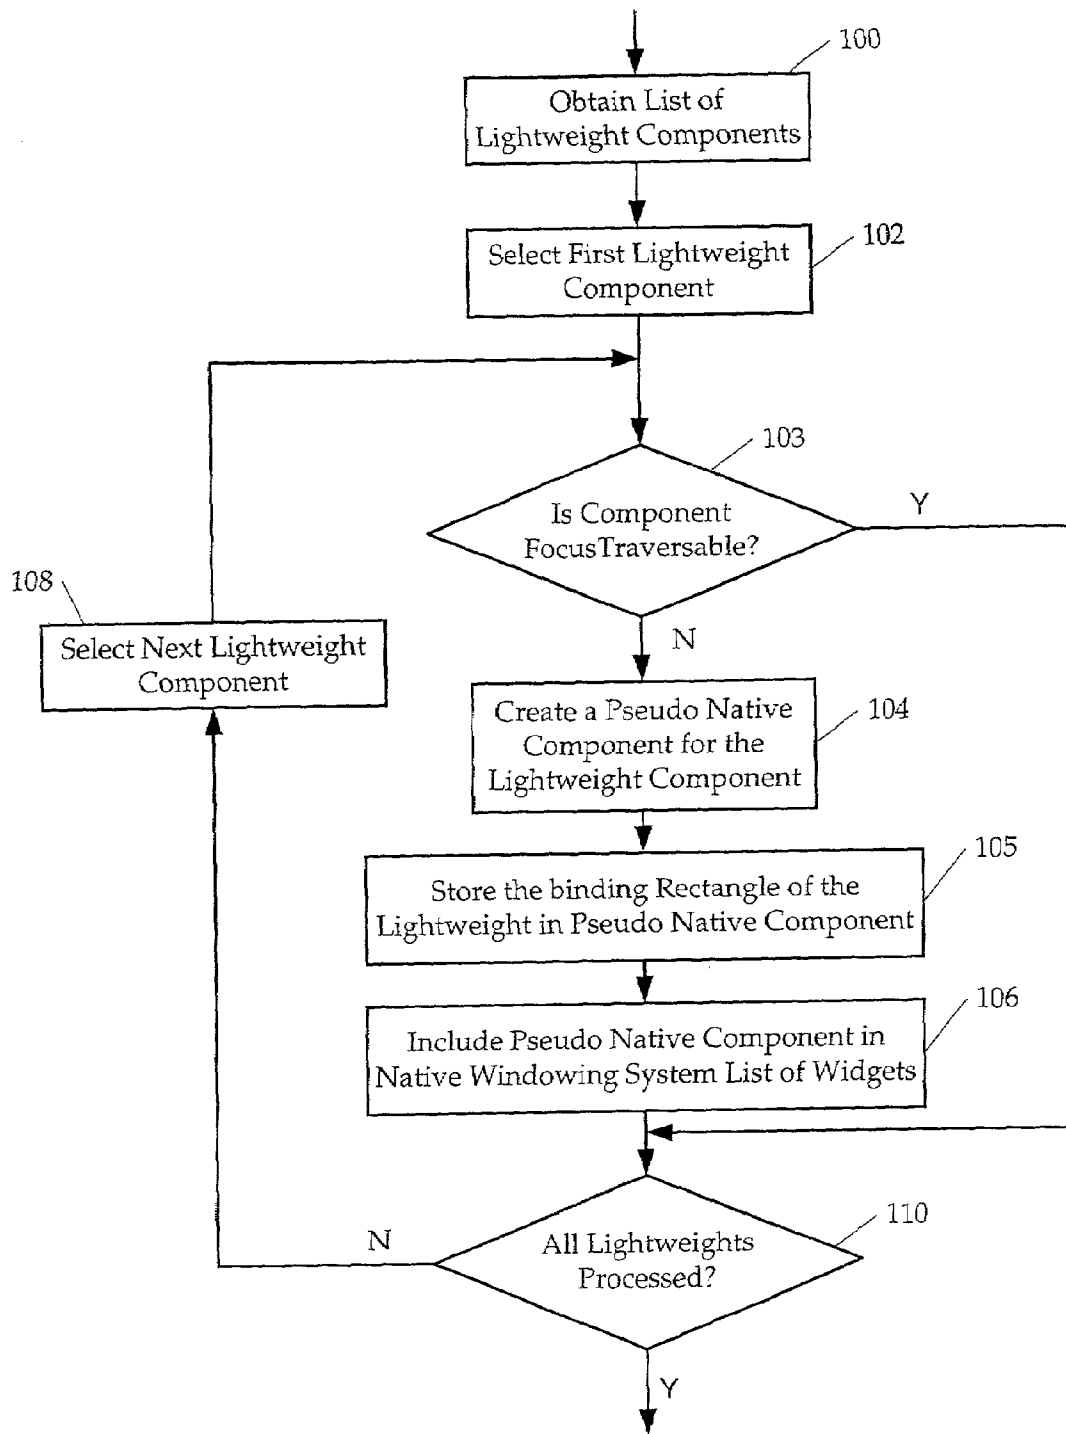 100
Obtain List of
Lightweight Components
102
Select First Lightweight
Component
103
Is Component
FocusTraversable?
Y
N
108
Select Next Lightweight
Component
Create a Pseudo Native
Component for the
Lightweight Component
104
105
Store the binding Rectangle of the
Lightweight in Pseudo Native Component
106
Include Pseudo Native Component in
Native Windowing System List of Widgets
110
All Lightweights
Processed?
N
Y